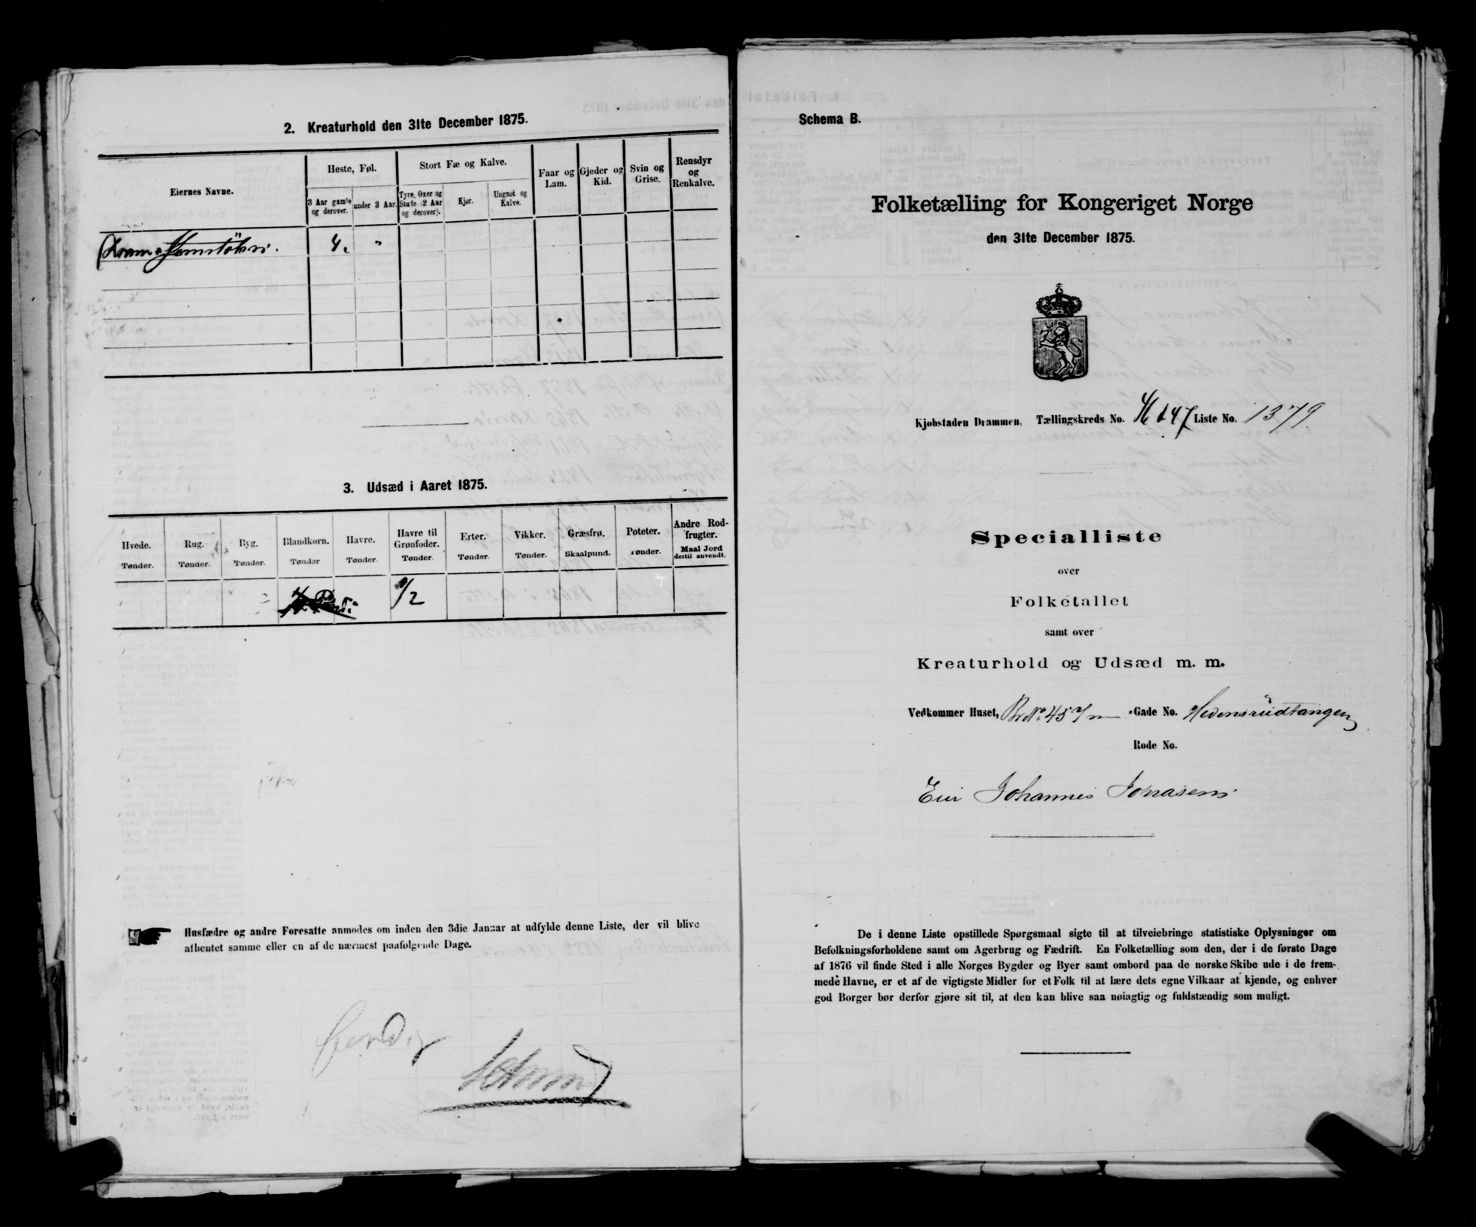 2. Kreaturhold den 31te December 1875.
Eiernes Navne.
Heste, Føl.
Stort Fæ og Kalve.
Faar og Lam.
Gjeder og Kid.
Svin og Grise.
Rensdyr og Renkalve.
3 Aar gamle og derover.
under 3 Aar.
Tyre, Oxer og Stude (2 Aar og derover).
Kjør.
Ungnøt og Kalve.
4. "
3. Udsæd i Aaret 1875.
Hvede. Tønder.
Rug. Tønder.
Byg. Tønder.
Blandkorn. Tønder
Havre. Tønder.
Havre til Grønfoder. Tønder.
Erter. Tønder.
Vikker. Tønder.
Græsfrø. Skaalpund.
Poteter. Tønder.
Andre Rodfrugter. Maal Jord dertil anvendt.
1/2
Husfædre og andre Foresatte anmodes om inden den 3die Januar at udfylde denne Liste, der vil blive
afhentet samme eller en af de nærmest paafølgende Dage.
Schema B.
Folketælling for Kongeriget Norge
den 31te December 1875.
Kjøbstaden Drammen, Tællingskreds No. 147 Liste No. 1379.
Specialliste
over
Folketallet
samt over
Kreaturhold og Udsæd m. m.
Vedkommer Huset, Gade No. Hedensrüdtangen
Rode No.
Eier Johannes Jonasen
De i denne Liste opstillede Spørgsmaal sigte til at tilveiebringe statistiske Oplysninger om
Befolkningsforholdene samt om Agerbrug og Fædrift. En Folketælling som den, der i de første Dage
af 1876 vil finde Sted i alle Norges Bygder og Byer samt ombord paa de norske Skibe ude i de frem-
mede Havne, er et af de vigtigste Midler for et Folk til at lære dets egne Vilkaar at kjende, og enhver
god Borger bør derfor gjøre sit til, at den kan blive saa nøiagtig og fuldstændig som muligt.